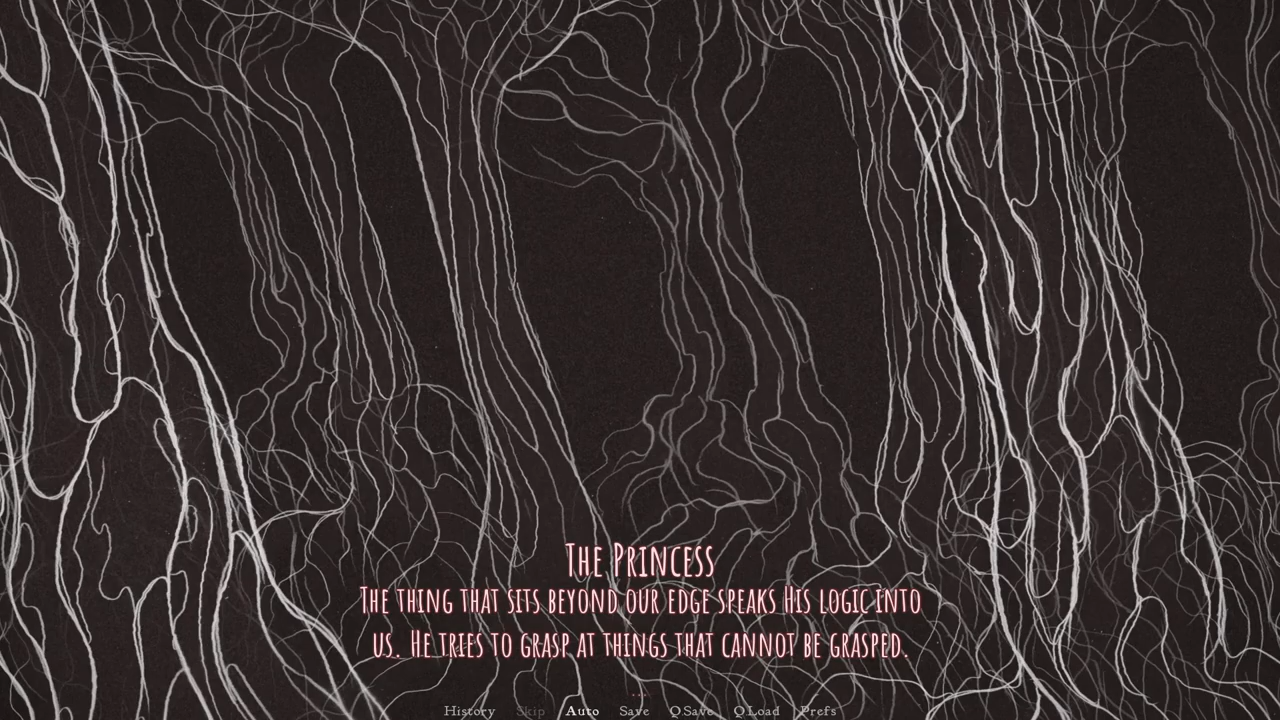 The Princess
The thing that sits beyond our edge speaks His logic into
us. He tries to grasp at things that cannot be grasped.
...
History Skip Auto Save Q.Save Q.Load Prefs